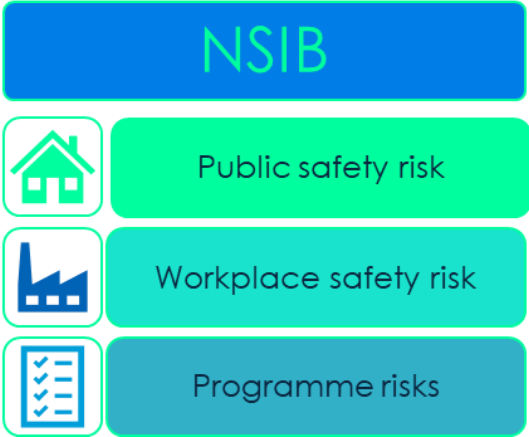 NSIB
Public safety risk
Workplace safety risk
Programme risks